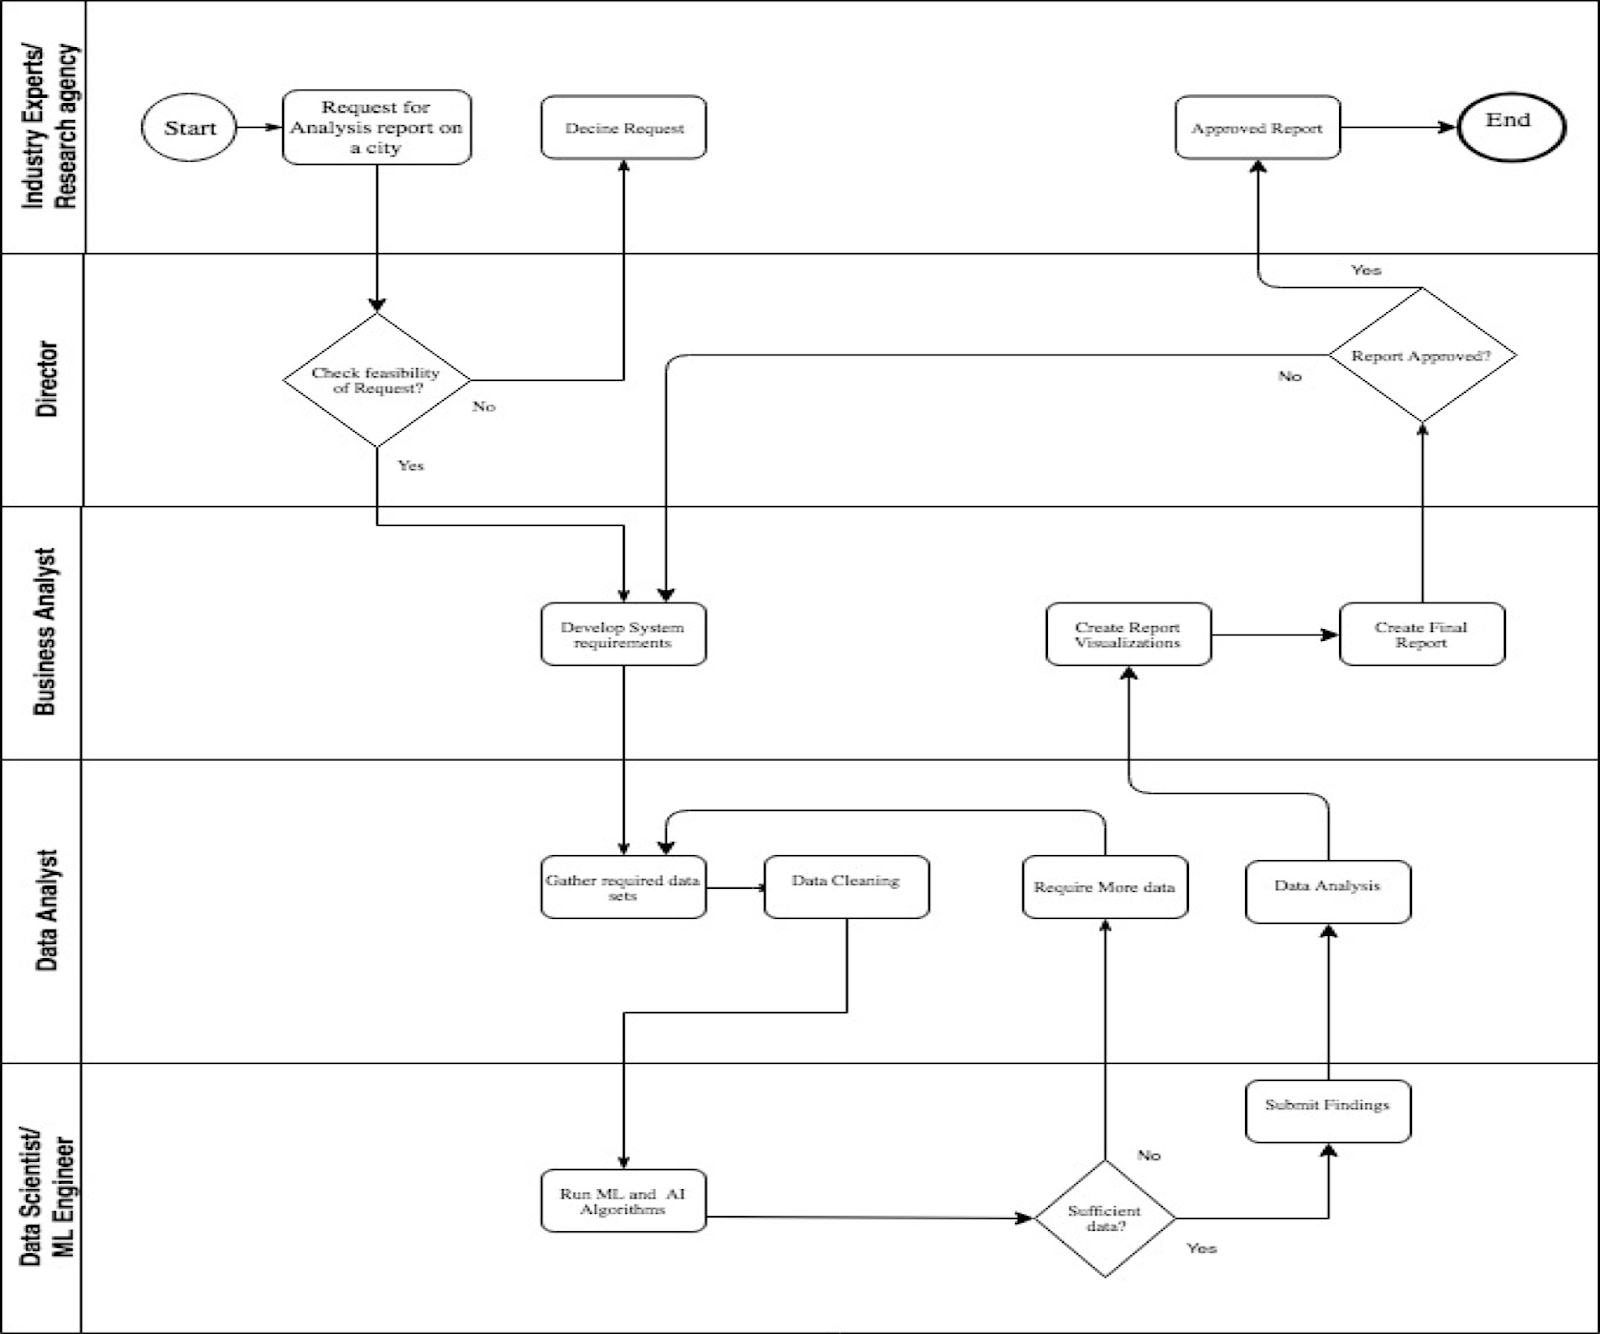 Industry Experts/
Research agency
Start
Request for
Analysis report on
a city
Decine Request
Approved Report
End
Director
Check feasibility
of Request?
No
Yes
Yes
Report Approved?
No
Business Analyst
Develop System
requirements
Create Report
Visualizations
Create Final
Report
Data Analyst
Gather required data
sets
Data Cleaning
Require More data
Data Analysis
Data Scientist/
ML Engineer
Run ML and AI
Algorithms
Sufficient
data?
No
Yes
Submit Findings